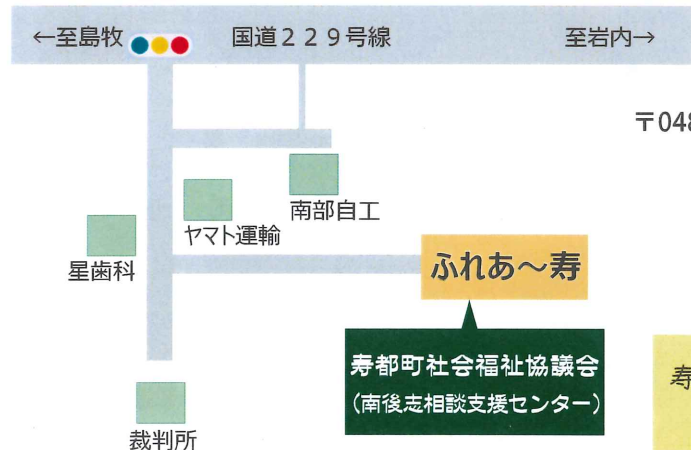 ←至島牧
国道229号線
至岩内→
〒048
南部自工
ヤマト運輸
星歯科
ふれあ～寿
寿都町社会福祉協議会
(南後志相談支援センター)
寿
裁判所